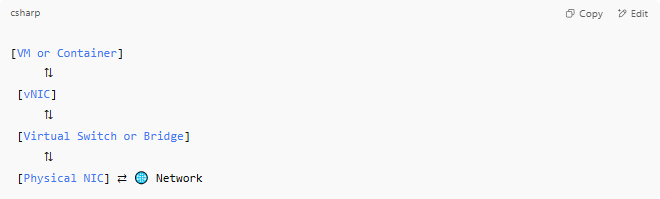 csharp Copy Edit
[VM or Container]
⇅
[vNIC]
⇅
[Virtual Switch or Bridge]
⇅
[Physical NIC] ⇄ 🌐 Network